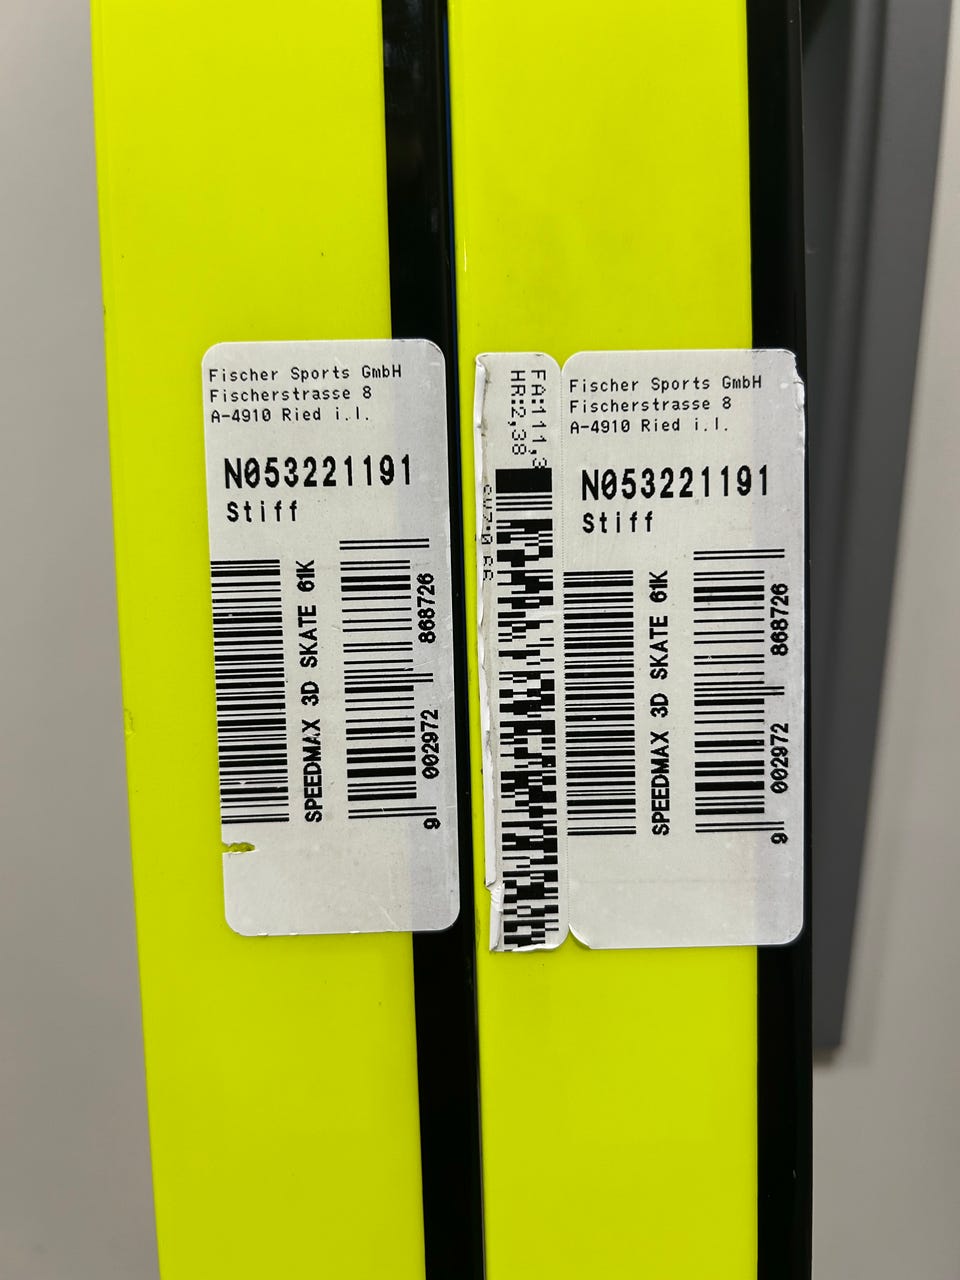 Fischer Sports GmbH
Fischerstrasse 8
A-4910 Ried i.I.
N053221191
Stiff
SPEEDMAX 3D SKATE 61K
9 002972 868726
FA:111,3
HR:2,38
Fischer Sports GmbH
Fischerstrasse 8
A-4910 Ried i.I.
N053221191
Stiff
SPEEDMAX 3D SKATE 61K
9 002972 868726